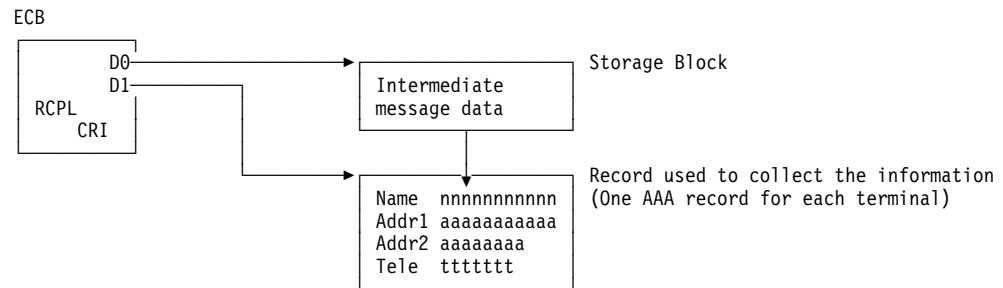 ECB
D0
Storage Block
D1
Intermediate
message data
RCPL
CRI
Record used to collect the information
(One AAA record for each terminal)
Name nnnnnnnnnnn
Addr1 aaaaaaaaaaa
Addr2 aaaaaaaa
Tele ttttttt